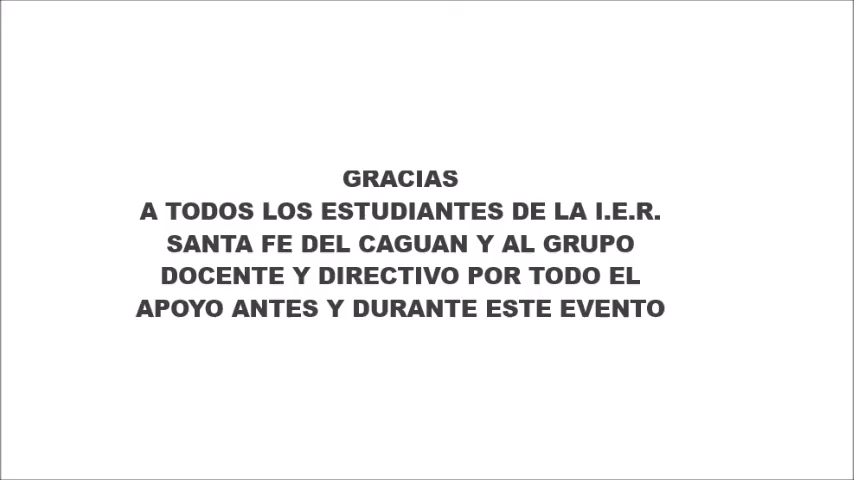 GRACIAS
A TODOS LOS ESTUDIANTES DE LA I.E.R.
SANTA FE DEL CAGUAN Y AL GRUPO
DOCENTE Y DIRECTIVO POR TODO EL
APOYO ANTES Y DURANTE ESTE EVENTO